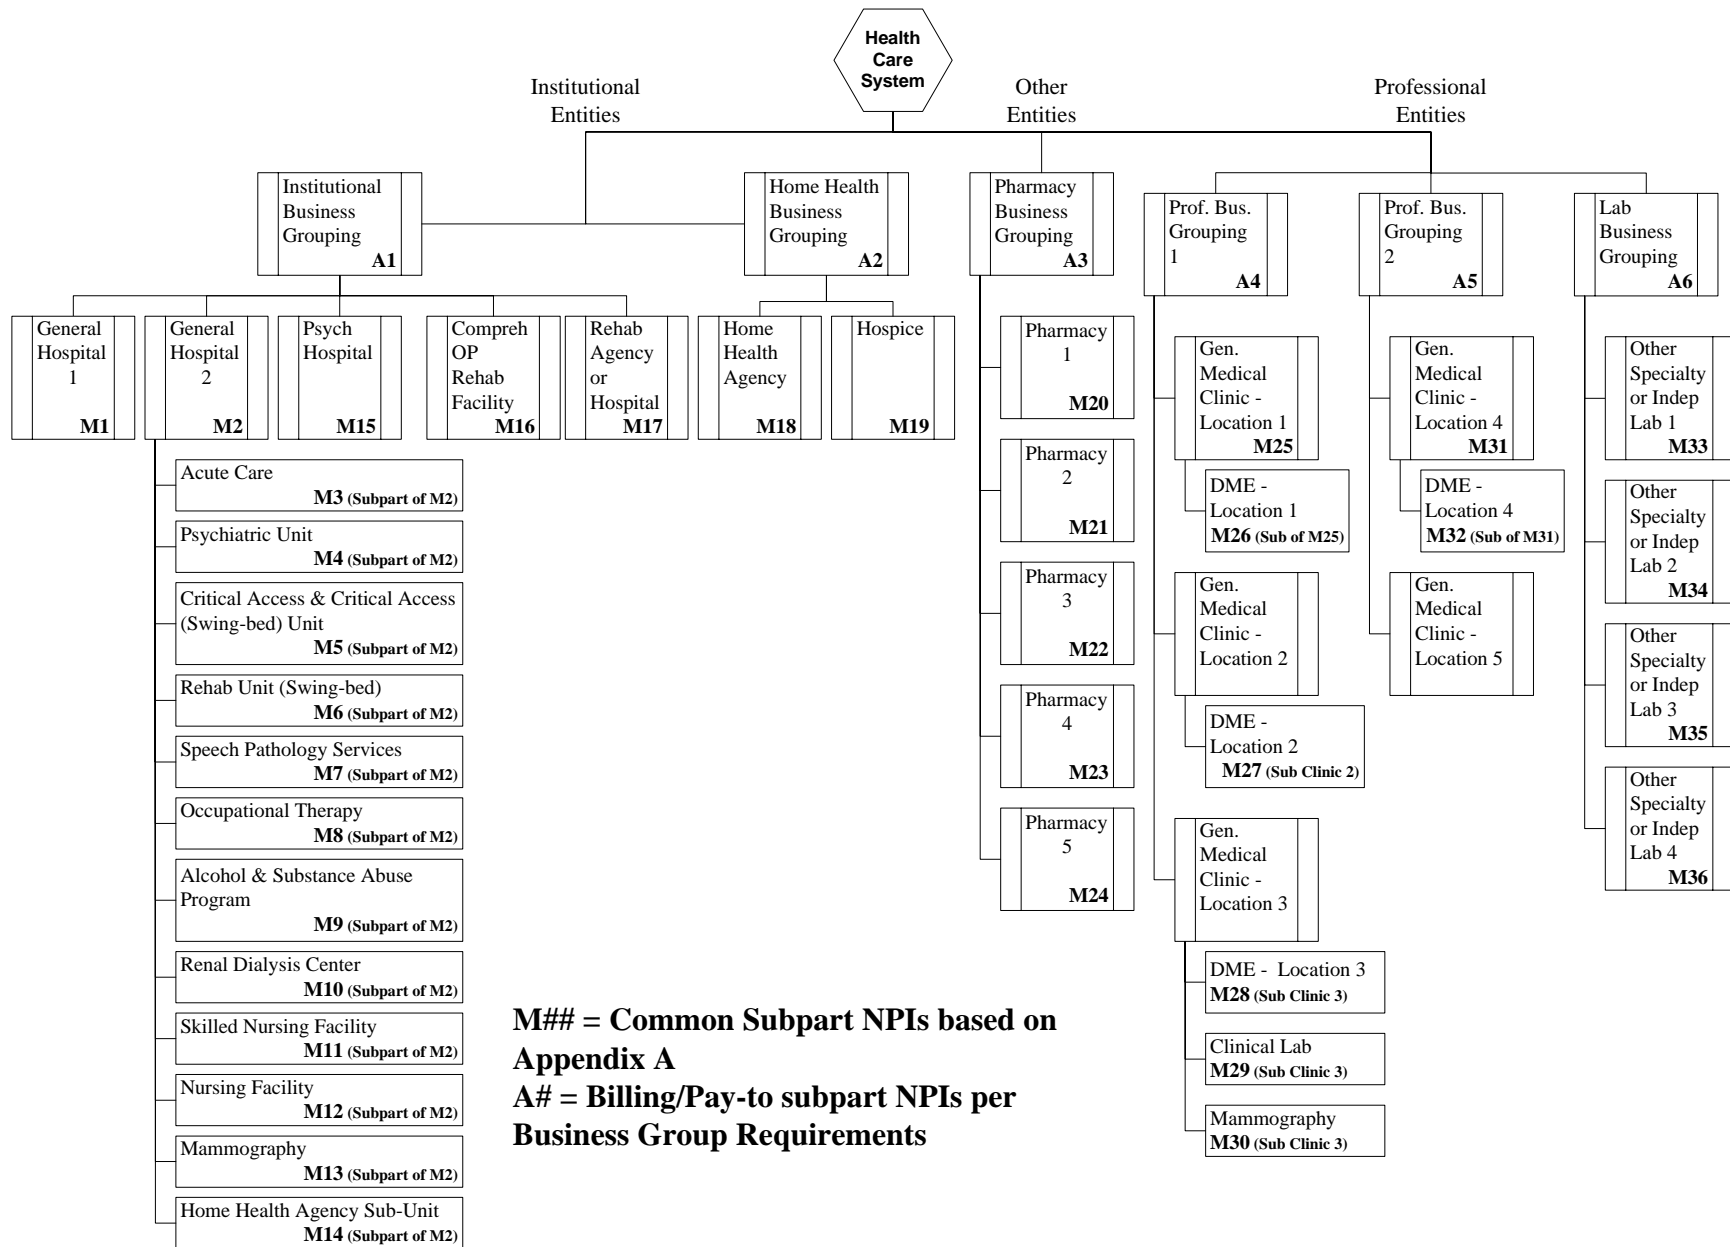 Health
Care
System
Institutional
Entities
Other
Entities
Professional
Entities
Institutional
Business
Grouping
A1
Home Health
Business
Grouping
A2
Pharmacy
Business
Grouping
A3
Prof. Bus.
Grouping
1
A4
Prof. Bus.
Grouping
2
A5
Lab
Business
Grouping
A6
General
Hospital
1
M1
General
Hospital
2
M2
Psych
Hospital
M15
Compreh
OP
Rehab
Facility
M16
Rehab
Agency
or
Hospital
M17
Home
Health
Agency
M18
Hospice
M19
Acute Care
M3 (Subpart of M2)
Psychiatric Unit
M4 (Subpart of M2)
Critical Access & Critical Access
(Swing-bed) Unit
M5 (Subpart of M2)
Rehab Unit (Swing-bed)
M6 (Subpart of M2)
Speech Pathology Services
M7 (Subpart of M2)
Occupational Therapy
M8 (Subpart of M2)
Alcohol & Substance Abuse
Program
M9 (Subpart of M2)
Renal Dialysis Center
M10 (Subpart of M2)
Skilled Nursing Facility
M11 (Subpart of M2)
Nursing Facility
M12 (Subpart of M2)
Mammography
M13 (Subpart of M2)
Home Health Agency Sub-Unit
M14 (Subpart of M2)
Pharmacy
1
M20
Pharmacy
2
M21
Pharmacy
3
M22
Pharmacy
4
M23
Pharmacy
5
M24
Gen.
Medical
Clinic -
Location 1
M25
DME -
Location 1
M26 (Sub of M25)
Gen.
Medical
Clinic -
Location 2
DME -
Location 2
M27 (Sub Clinic 2)
Gen.
Medical
Clinic -
Location 3
DME - Location 3
M28 (Sub Clinic 3)
Clinical Lab
M29 (Sub Clinic 3)
Mammography
M30 (Sub Clinic 3)
Gen.
Medical
Clinic -
Location 4
M31
DME -
Location 4
M32 (Sub of M31)
Gen.
Medical
Clinic -
Location 5
Other
Specialty
or Indep
Lab 1
M33
Other
Specialty
or Indep
Lab 2
M34
Other
Specialty
or Indep
Lab 3
M35
Other
Specialty
or Indep
Lab 4
M36
M## = Common Subpart NPIs based on
Appendix A
A# = Billing/Pay-to subpart NPIs per
Business Group Requirements